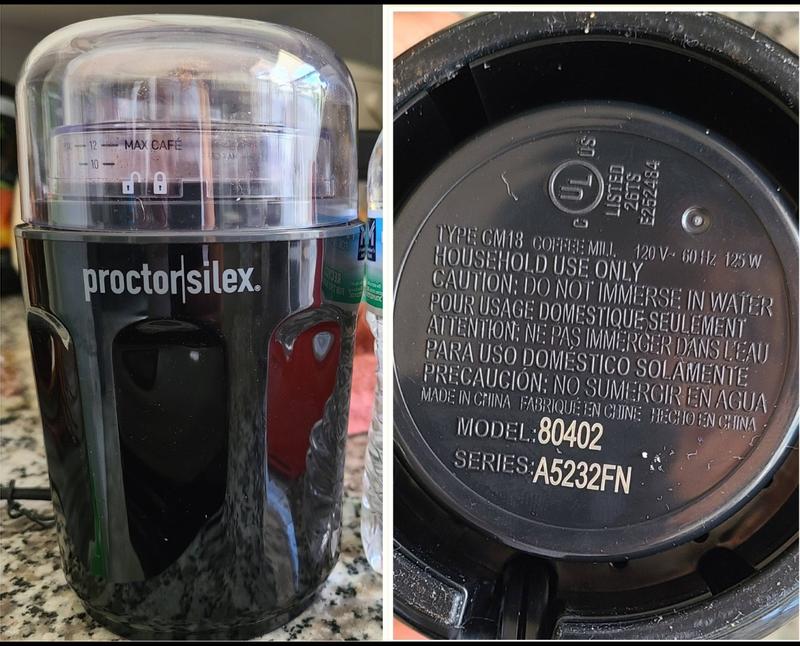 12 MAX CAFÉ
10
proctor|silex®
C UL US
LISTED
26TS
E252484
TYPE CM18 COFFEE MILL 120 V~ 60 Hz 125 W
HOUSEHOLD USE ONLY
CAUTION: DO NOT IMMERSE IN WATER
POUR USAGE DOMESTIQUE SEULEMENT
ATTENTION: NE PAS IMMERGER DANS L'EAU
PARA USO DOMÉSTICO SOLAMENTE
PRECAUCIÓN: NO SUMERGIR EN AGUA
MADE IN CHINA FABRIQUÉ EN CHINE HECHO EN CHINA
MODEL: 80402
SERIES: A5232FN